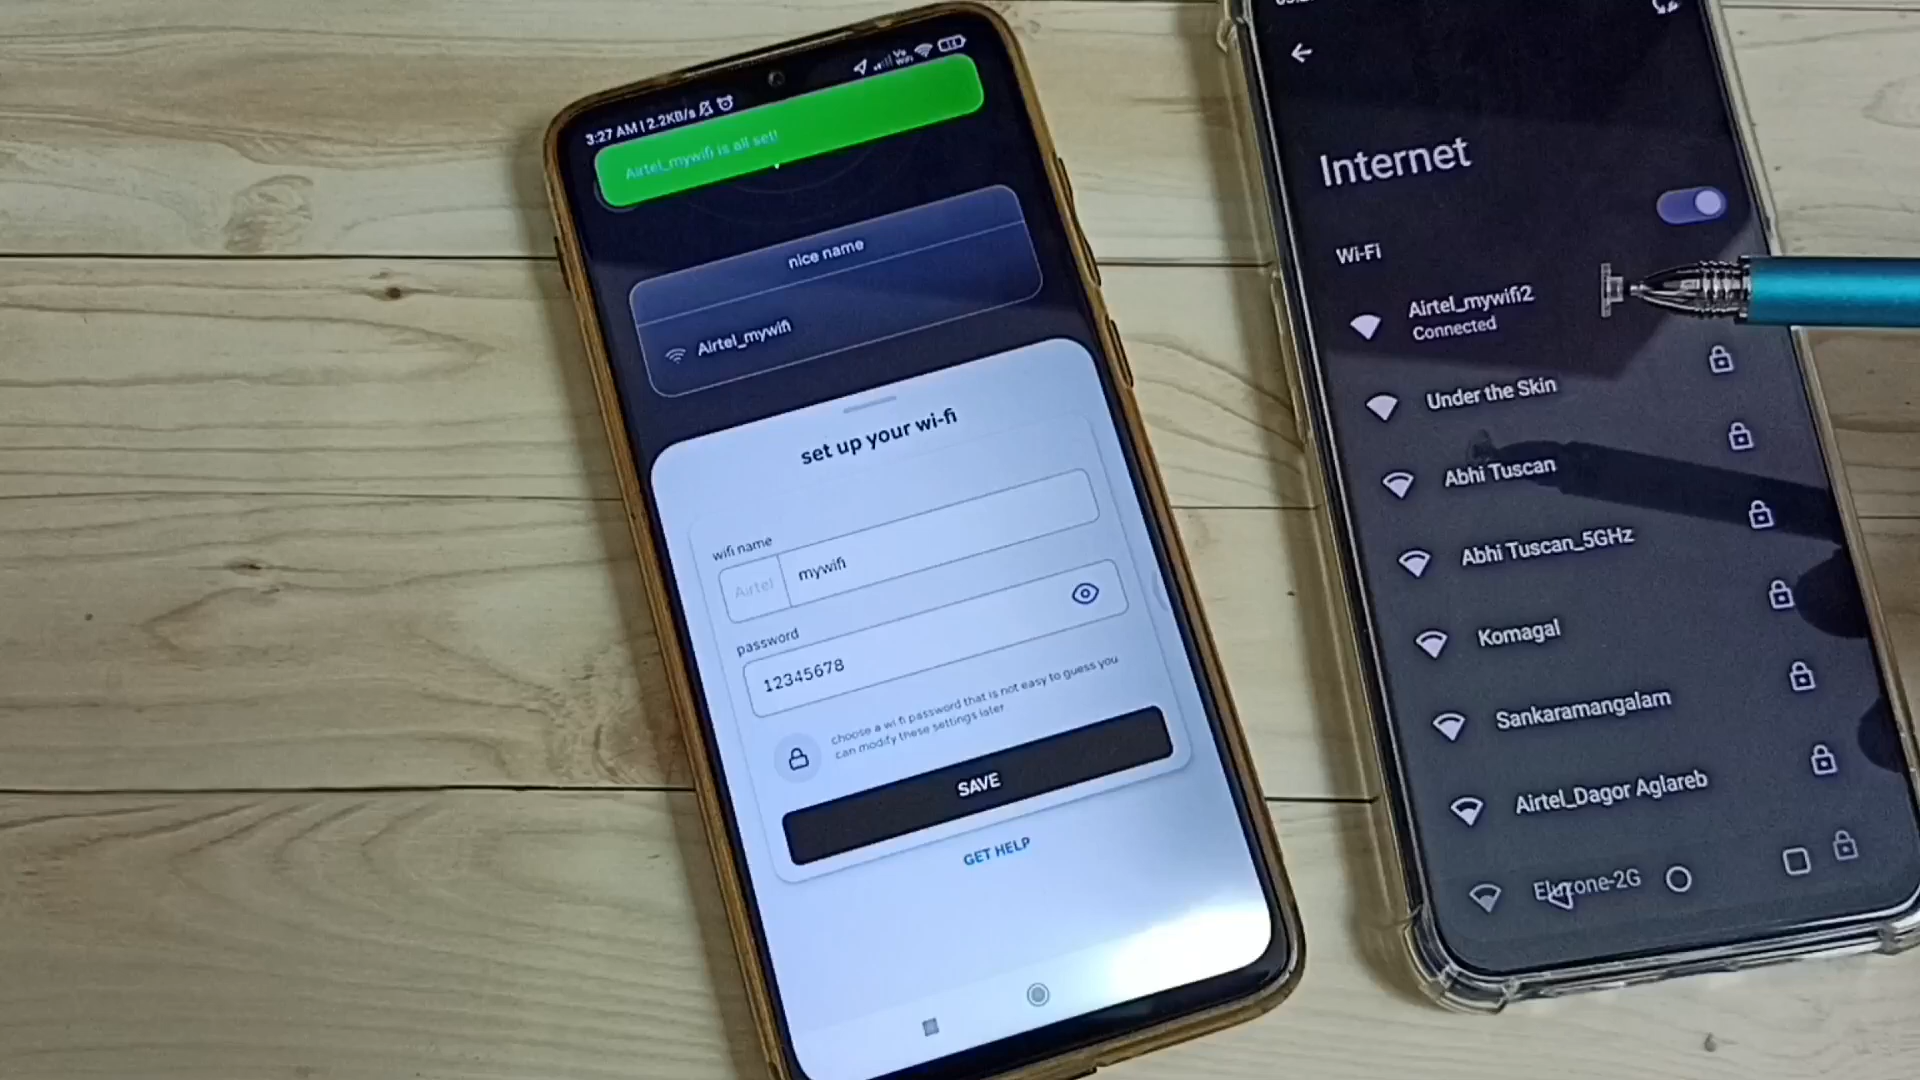 3:27 AM | 2.2KB/s
Vo
WiFi
Airtel_mywifi is all set!
nice name
Airtel_mywifi
set up your wi-fi
wifi name
Airtel
mywifi
password
12345678
choose a wi fi password that is not easy to guess you
can modify these settings later
SAVE
GET HELP
Internet
Wi-Fi
Airtel_mywifi2
Connected
Under the Skin
Abhi Tuscan
Abhi Tuscan_5GHz
Komagal
Sankaramangalam
Airtel_Dagor Aglareb